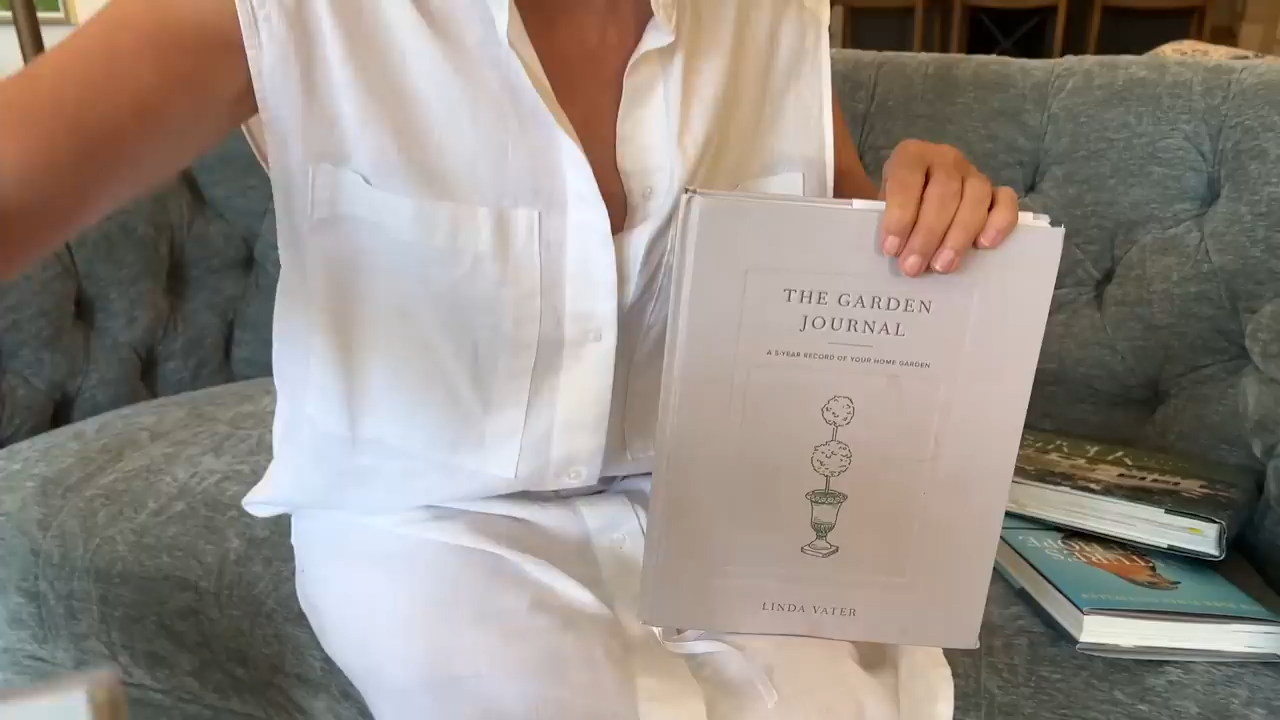 THE GARDEN
JOURNAL
A 5-YEAR RECORD OF YOUR HOME GARDEN
LINDA VATER